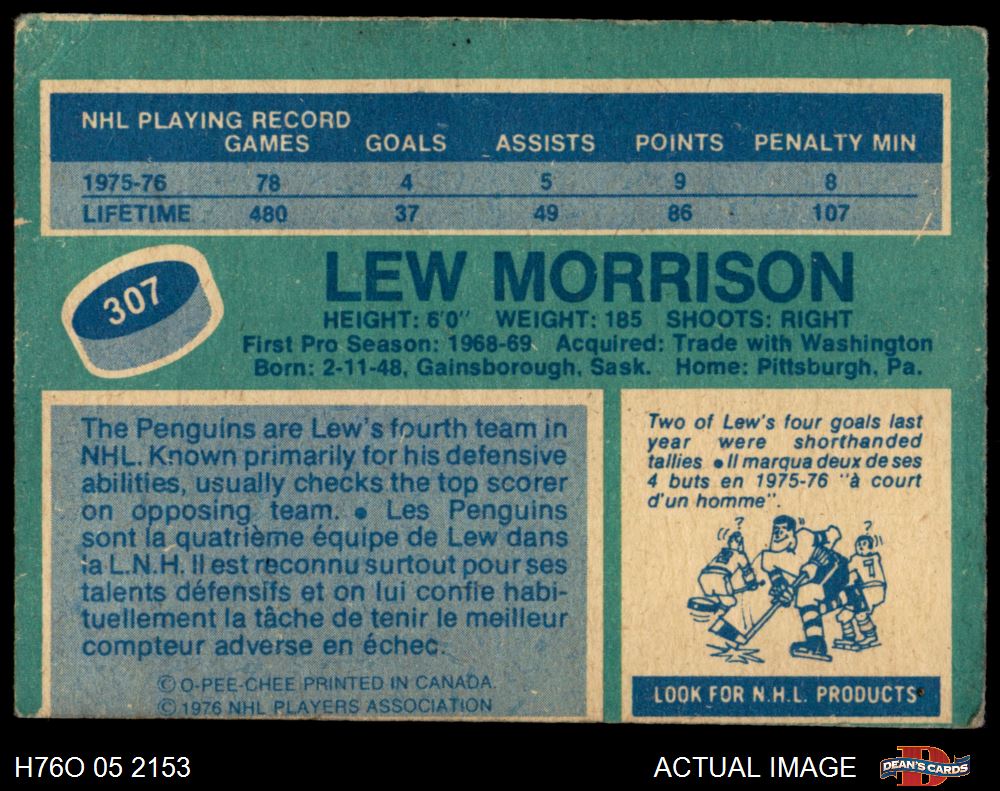 NHL PLAYING RECORD
GAMES GOALS ASSISTS POINTS PENALTY MIN
1975-76 78 4 5 9 8
LIFETIME 480 37 49 86 107
307
LEW MORRISON
HEIGHT: 6'0" WEIGHT: 185 SHOOTS: RIGHT
First Pro Season: 1968-69 Acquired: Trade with Washington
Born: 2-11-48, Gainsborough, Sask. Home: Pittsburgh, Pa.
The Penguins are Lew's fourth team in
NHL. Known primarily for his defensive
abilities, usually checks the top scorer
on opposing team. • Les Penguins
sont la quatrième équipe de Lew dans
la L.N.H. Il est reconnu surtout pour ses
talents défensifs et on lui confie habi-
tuellement la tâche de tenir le meilleur
compteur adverse en échec.
© O-PEE-CHEE PRINTED IN CANADA.
© 1976 NHL PLAYERS ASSOCIATION
Two of Lew's four goals last
year were shorthanded
tallies • Il marqua deux de ses
4 buts en 1975-76 "à court
d'un homme".
? ?
LOOK FOR N.H.L. PRODUCTS
H76O 05 2153
ACTUAL IMAGE
DEAN'S CARDS